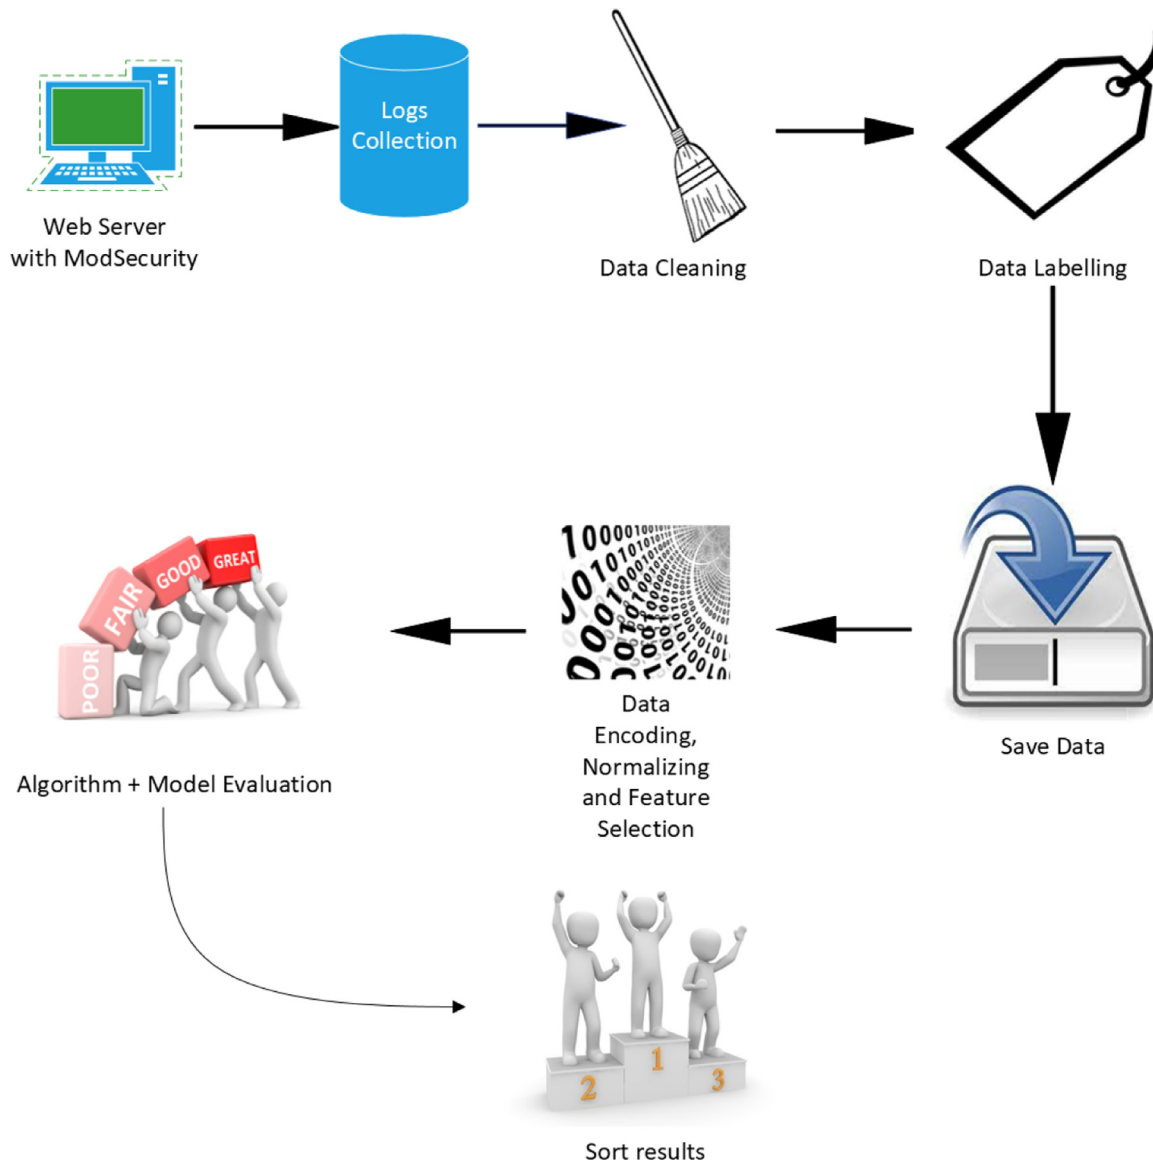 Logs
Collection
Web Server
with ModSecurity
Data Cleaning
Data Labelling
POOR
FAIR
GOOD
GREAT
Data
Encoding,
Normalizing
and Feature
Selection
Save Data
Algorithm + Model Evaluation
2
1
3
Sort results